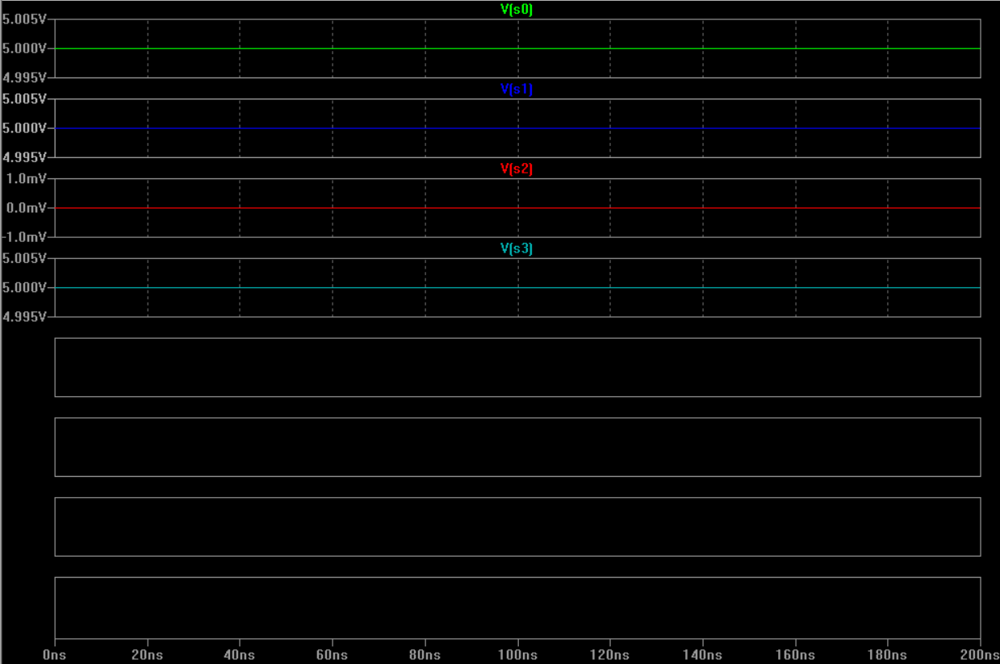 V(s0)
5.005V
5.000V
4.995V
V(s1)
5.005V
5.000V
4.995V
V(s2)
1.0mV
0.0mV
-1.0mV
V(s3)
5.005V
5.000V
4.995V
0ns 20ns 40ns 60ns 80ns 100ns 120ns 140ns 160ns 180ns 200ns